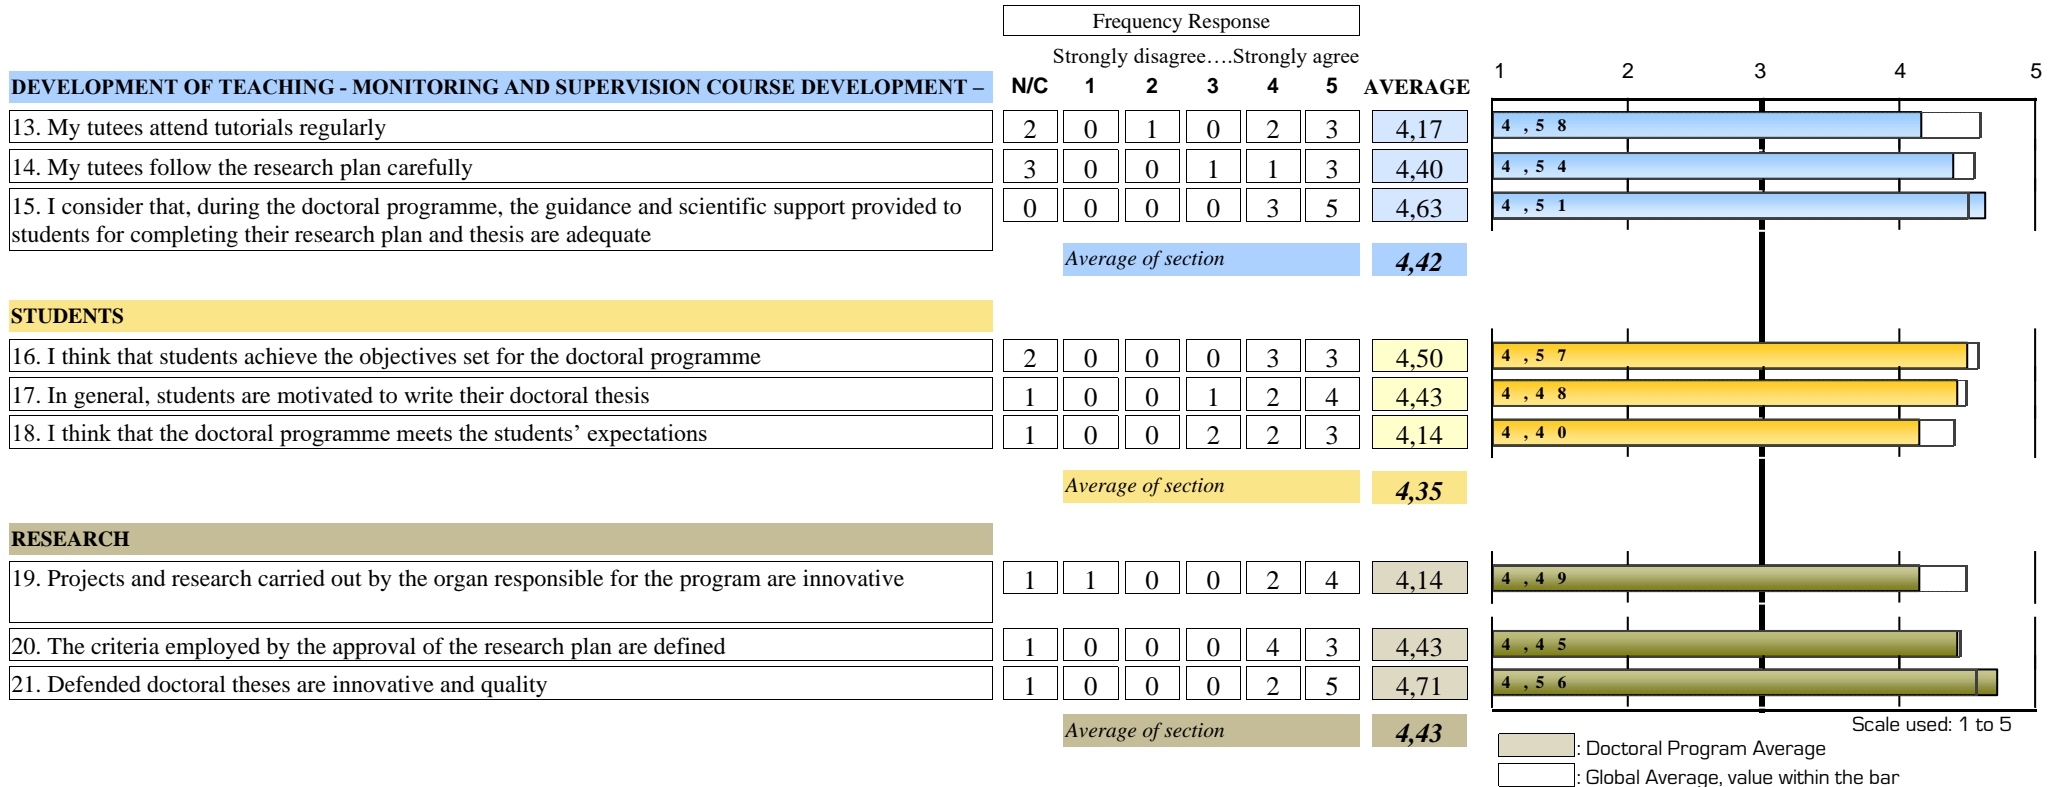 Frequency Response
Strongly disagree….Strongly agree
DEVELOPMENT OF TEACHING - MONITORING AND SUPERVISION COURSE DEVELOPMENT – N/C 1 2 3 4 5 AVERAGE 1 2 3 4 5
13. My tutees attend tutorials regularly 2 0 1 0 2 3 4,17 4,58
14. My tutees follow the research plan carefully 3 0 0 1 1 3 4,40 4,54
15. I consider that, during the doctoral programme, the guidance and scientific support provided to 0 0 0 0 3 5 4,63 4,51
students for completing their research plan and thesis are adequate
Average of section 4,42
STUDENTS
16. I think that students achieve the objectives set for the doctoral programme 2 0 0 0 3 3 4,50 4,57
17. In general, students are motivated to write their doctoral thesis 1 0 0 1 2 4 4,43 4,48
18. I think that the doctoral programme meets the students’ expectations 1 0 0 2 2 3 4,14 4,40
Average of section 4,35
RESEARCH
19. Projects and research carried out by the organ responsible for the program are innovative 1 1 0 0 2 4 4,14 4,49
20. The criteria employed by the approval of the research plan are defined 1 0 0 0 4 3 4,43 4,45
21. Defended doctoral theses are innovative and quality 1 0 0 0 2 5 4,71 4,56
Average of section 4,43
Scale used: 1 to 5
: Doctoral Program Average
: Global Average, value within the bar